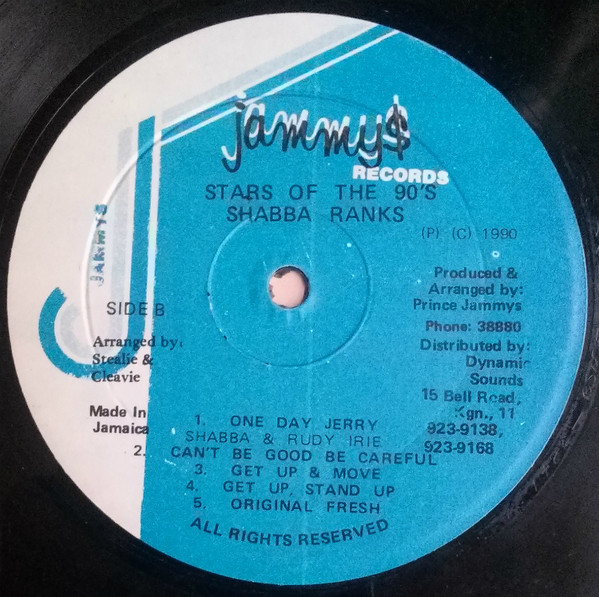 jammy$
RECORDS
STARS OF THE 90'S
SHABBA RANKS
(P) (C) 1990
JAMMYS
Produced &
Arranged by:
Prince Jammys
Phone: 38880
Distributed by:
Dynamic
Sounds
15 Bell Road,
Kgn., 11
923-9138,
923-9168
SIDE B
Arranged by:
Stealie &
Cleavie
Made In
Jamaica
1. ONE DAY JERRY
SHABBA & RUDY IRIE
2. CAN'T BE GOOD BE CAREFUL
3. GET UP & MOVE
4. GET UP, STAND UP
5. ORIGINAL FRESH
ALL RIGHTS RESERVED